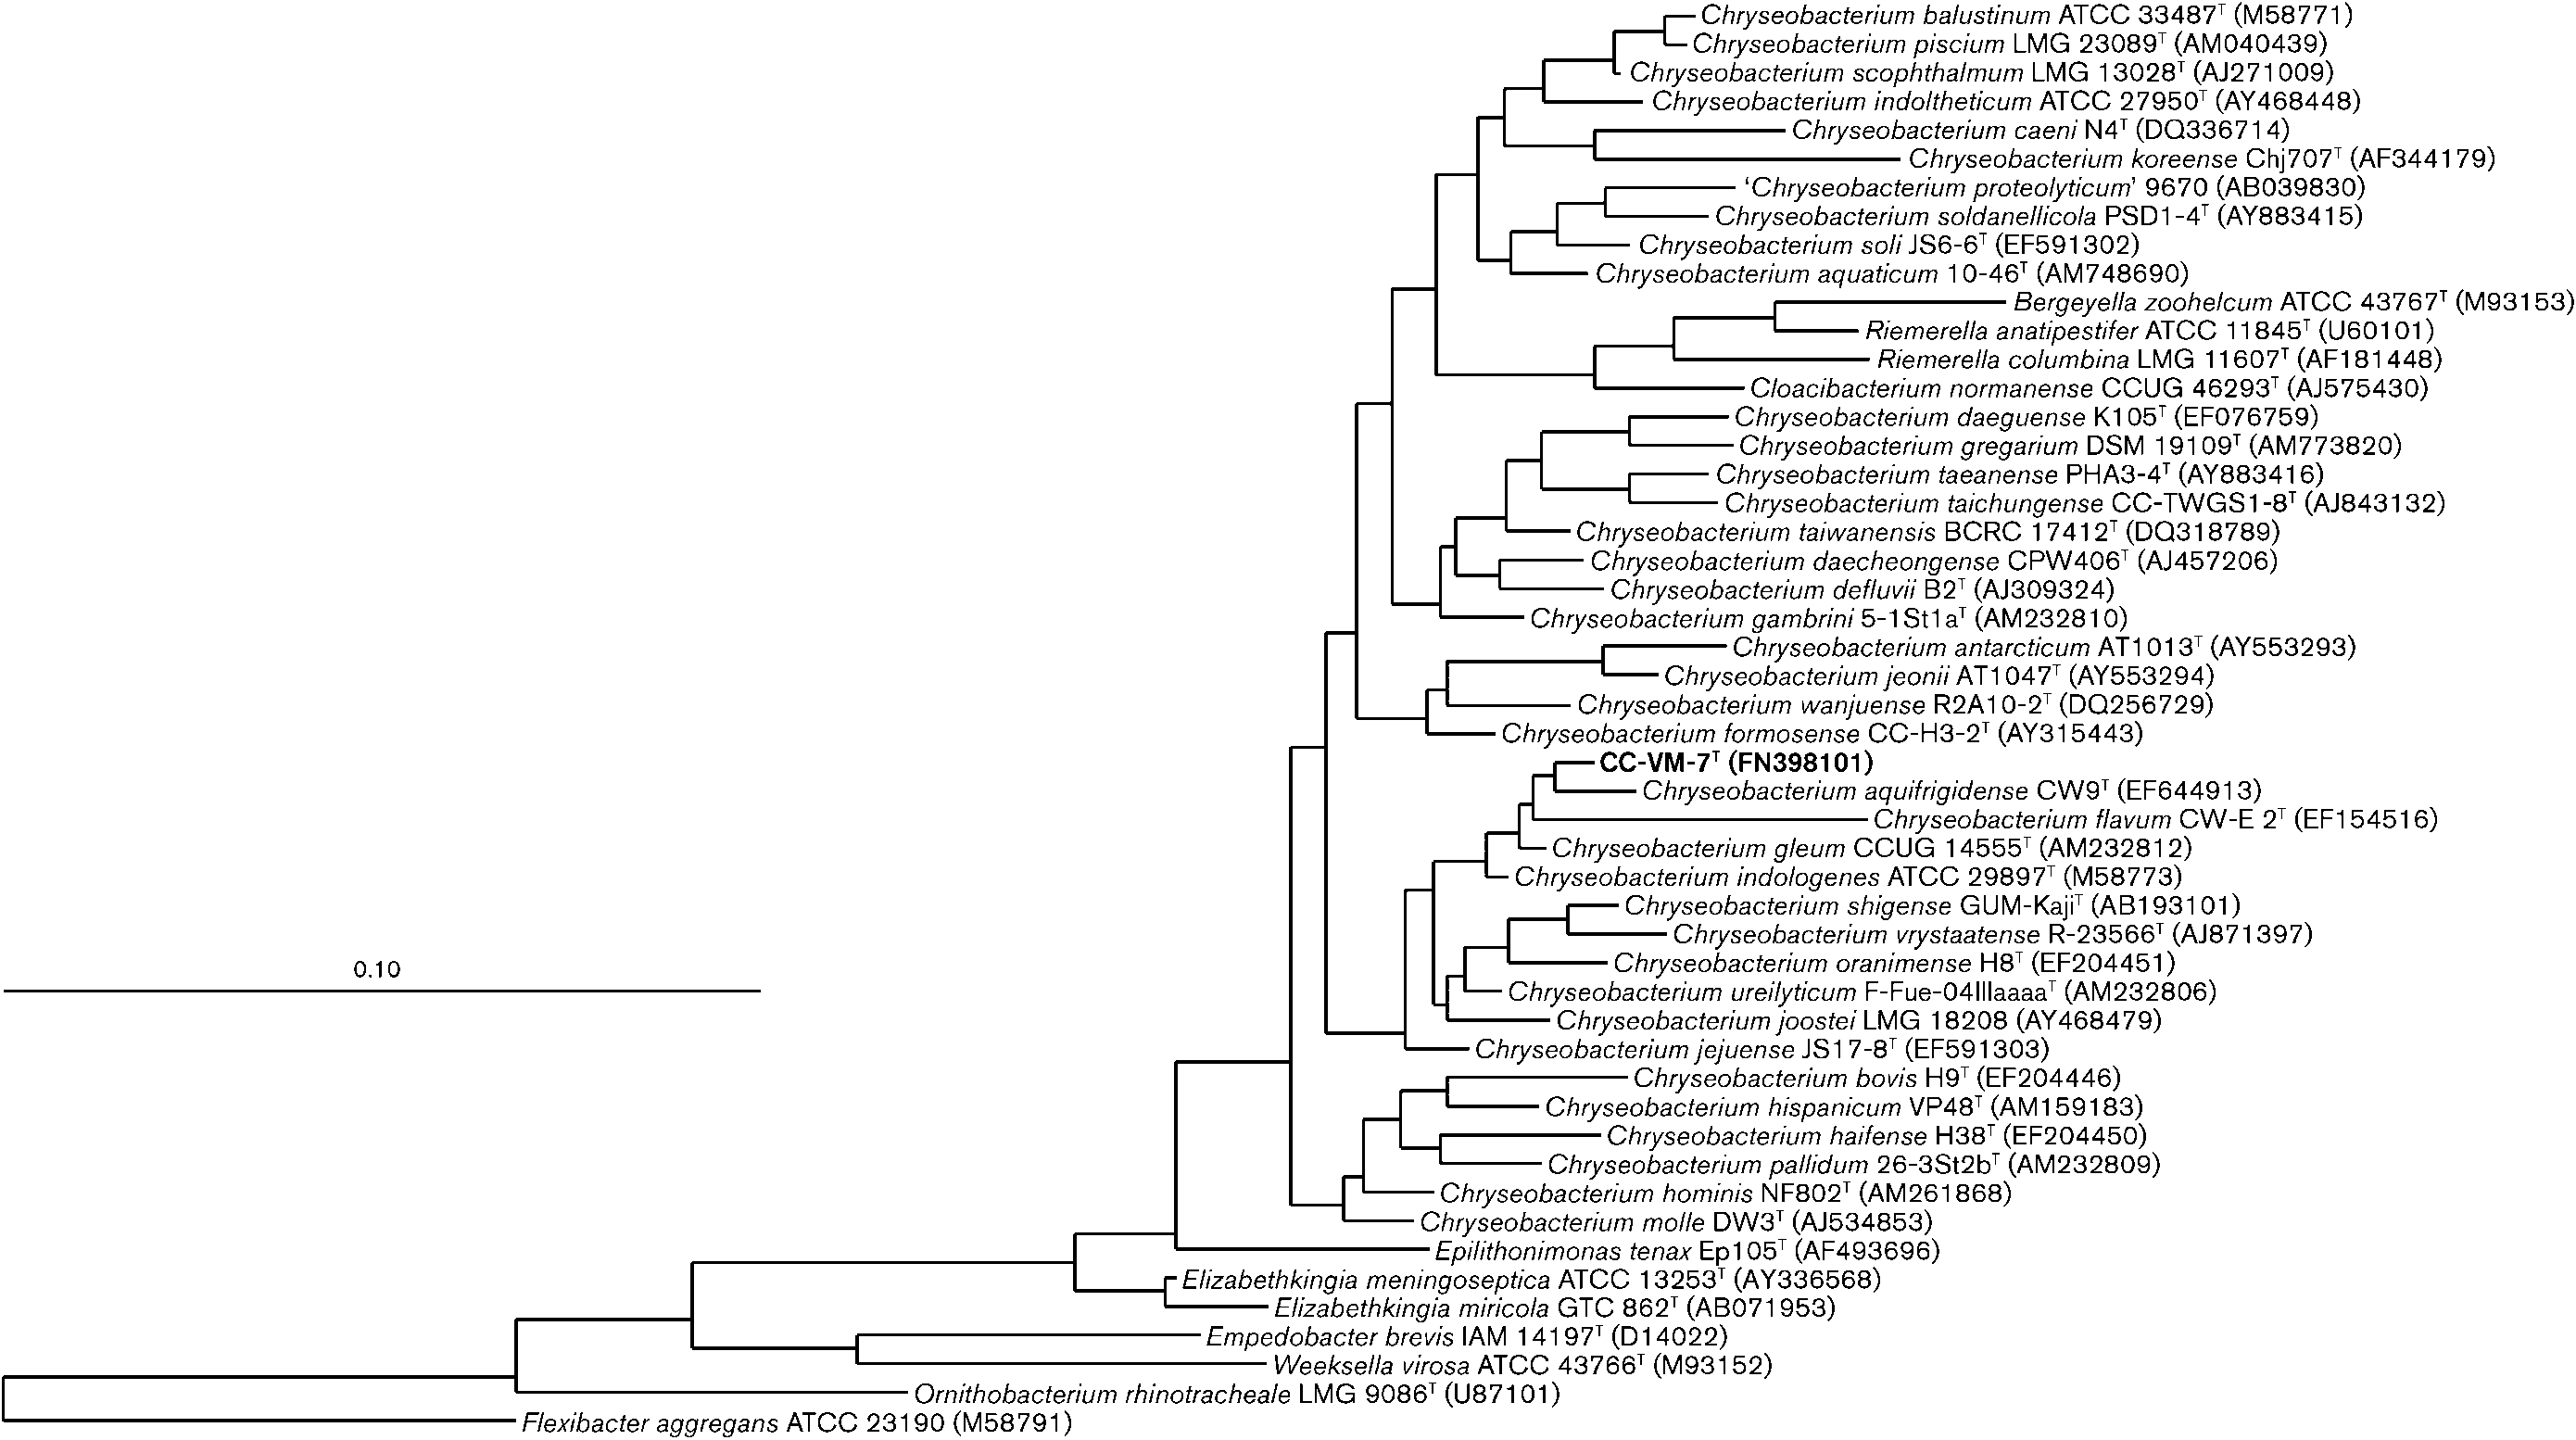 Chryseobacterium balustinum ATCC 33487ᵀ (M58771)
Chryseobacterium piscium LMG 23089ᵀ (AM040439)
Chryseobacterium scophthalmum LMG 13028ᵀ (AJ271009)
Chryseobacterium indoltheticum ATCC 27950ᵀ (AY468448)
Chryseobacterium caeni N4ᵀ (DQ336714)
Chryseobacterium koreense Chj707ᵀ (AF344179)
‘Chryseobacterium proteolyticum’ 9670 (AB039830)
Chryseobacterium soldanellicola PSD1-4ᵀ (AY883415)
Chryseobacterium soli JS6-6ᵀ (EF591302)
Chryseobacterium aquaticum 10-46ᵀ (AM748690)
Bergeyella zoohelcum ATCC 43767ᵀ (M93153)
Riemerella anatipestifer ATCC 11845ᵀ (U60101)
Riemerella columbina LMG 11607ᵀ (AF181448)
Cloacibacterium normanense CCUG 46293ᵀ (AJ575430)
Chryseobacterium daeguense K105ᵀ (EF076759)
Chryseobacterium gregarium DSM 19109ᵀ (AM773820)
Chryseobacterium taeanense PHA3-4ᵀ (AY883416)
Chryseobacterium taichungense CC-TWGS1-8ᵀ (AJ843132)
Chryseobacterium taiwanensis BCRC 17412ᵀ (DQ318789)
Chryseobacterium daecheongense CPW406ᵀ (AJ457206)
Chryseobacterium defluvii B2ᵀ (AJ309324)
Chryseobacterium gambrini 5-1St1aᵀ (AM232810)
Chryseobacterium antarcticum AT1013ᵀ (AY553293)
Chryseobacterium jeonii AT1047ᵀ (AY553294)
Chryseobacterium wanjuense R2A10-2ᵀ (DQ256729)
Chryseobacterium formosense CC-H3-2ᵀ (AY315443)
CC-VM-7ᵀ (FN398101)
Chryseobacterium aquifrigidense CW9ᵀ (EF644913)
Chryseobacterium flavum CW-E 2ᵀ (EF154516)
Chryseobacterium gleum CCUG 14555ᵀ (AM232812)
Chryseobacterium indologenes ATCC 29897ᵀ (M58773)
Chryseobacterium shigense GUM-Kajiᵀ (AB193101)
Chryseobacterium vrystaatense R-23566ᵀ (AJ871397)
Chryseobacterium oranimense H8ᵀ (EF204451)
0.10
Chryseobacterium ureilyticum F-Fue-04IIIaaaaᵀ (AM232806)
Chryseobacterium joostei LMG 18208 (AY468479)
Chryseobacterium jejuense JS17-8ᵀ (EF591303)
Chryseobacterium bovis H9ᵀ (EF204446)
Chryseobacterium hispanicum VP48ᵀ (AM159183)
Chryseobacterium haifense H38ᵀ (EF204450)
Chryseobacterium pallidum 26-3St2bᵀ (AM232809)
Chryseobacterium hominis NF802ᵀ (AM261868)
Chryseobacterium molle DW3ᵀ (AJ534853)
Epilithonimonas tenax Ep105ᵀ (AF493696)
Elizabethkingia meningoseptica ATCC 13253ᵀ (AY336568)
Elizabethkingia miricola GTC 862ᵀ (AB071953)
Empedobacter brevis IAM 14197ᵀ (D14022)
Weeksella virosa ATCC 43766ᵀ (M93152)
Ornithobacterium rhinotracheale LMG 9086ᵀ (U87101)
Flexibacter aggregans ATCC 23190 (M58791)